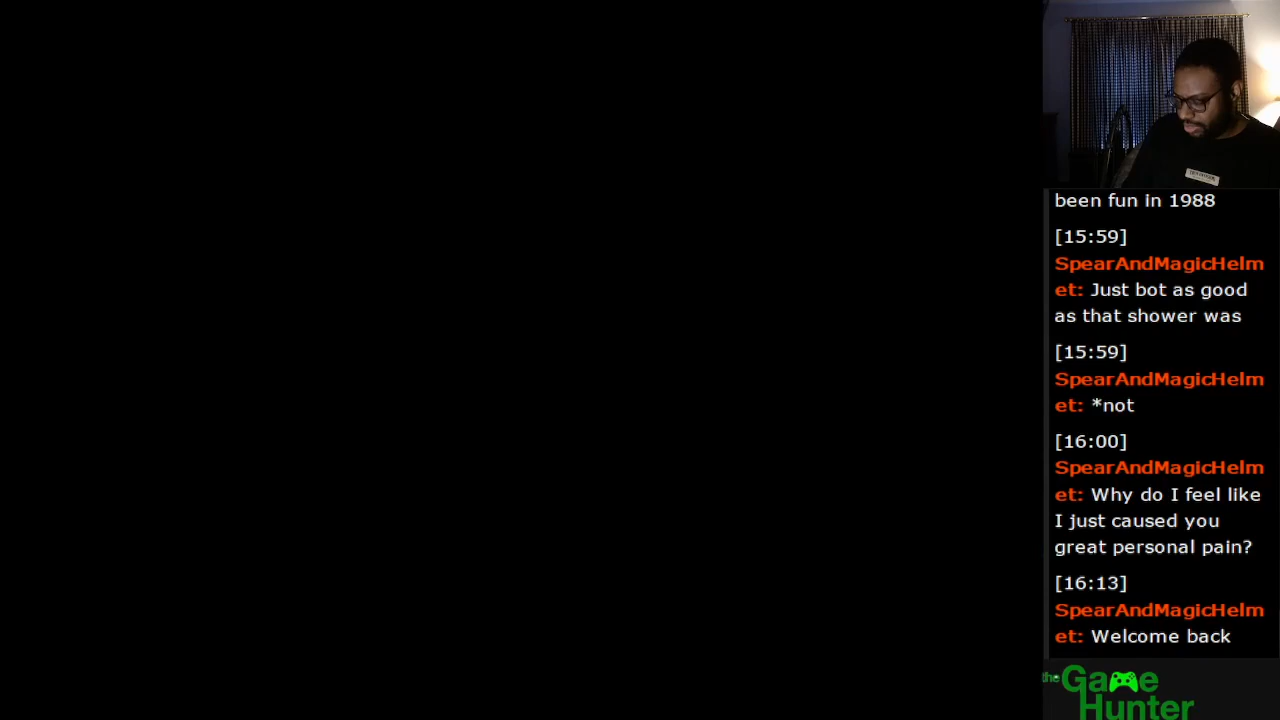 been fun in 1988
[15:59]
SpearAndMagicHelm
et: Just bot as good
as that shower was
[15:59]
SpearAndMagicHelm
et: *not
[16:00]
SpearAndMagicHelm
et: Why do I feel like
I just caused you
great personal pain?
[16:13]
SpearAndMagicHelm
et: Welcome back
the Game
Hunter